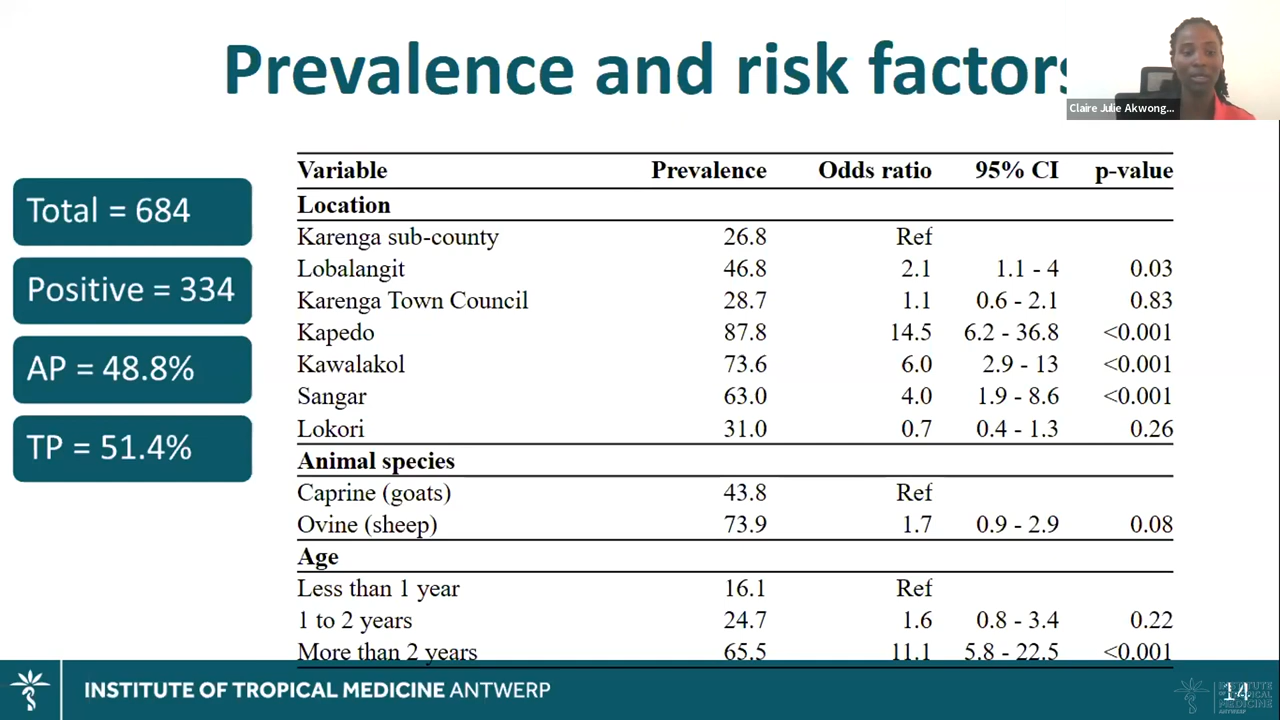 Prevalence and risk factors
Claire Julie Akwong...
Total = 684
Positive = 334
AP = 48.8%
TP = 51.4%
Variable Prevalence Odds ratio 95% CI p-value
Location
Karenga sub-county 26.8 Ref
Lobalangit 46.8 2.1 1.1 - 4 0.03
Karenga Town Council 28.7 1.1 0.6 - 2.1 0.83
Kapedo 87.8 14.5 6.2 - 36.8 <0.001
Kawalakol 73.6 6.0 2.9 - 13 <0.001
Sangar 63.0 4.0 1.9 - 8.6 <0.001
Lokori 31.0 0.7 0.4 - 1.3 0.26
Animal species
Caprine (goats) 43.8 Ref
Ovine (sheep) 73.9 1.7 0.9 - 2.9 0.08
Age
Less than 1 year 16.1 Ref
1 to 2 years 24.7 1.6 0.8 - 3.4 0.22
More than 2 years 65.5 11.1 5.8 - 22.5 <0.001
INSTITUTE OF TROPICAL MEDICINE ANTWERP
14
INSTITUTE
OF TROPICAL
MEDICINE
ANTWERP